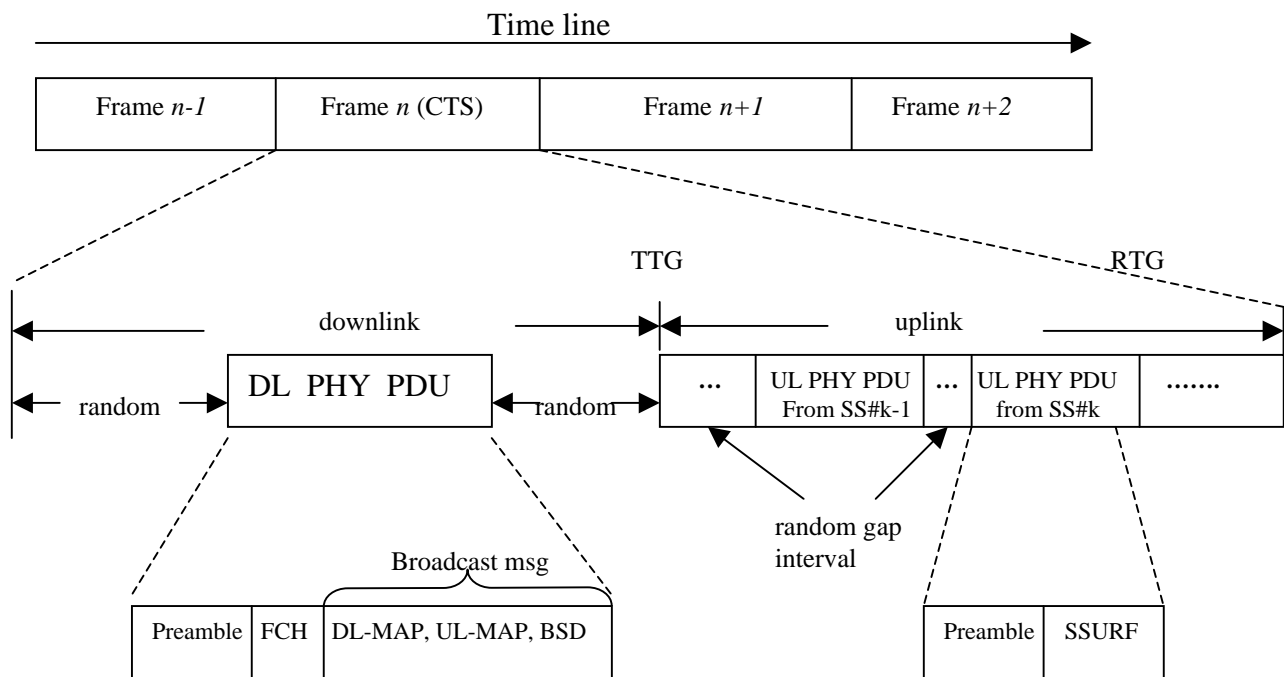 Time line
Frame n-1
Frame n (CTS)
Frame n+1
Frame n+2
TTG
RTG
downlink
uplink
random
DL PHY PDU
random
...
UL PHY PDU
From SS#k-1
...
UL PHY PDU
from SS#k
.......
random gap
interval
Broadcast msg
Preamble
FCH
DL-MAP, UL-MAP, BSD
Preamble
SSURF